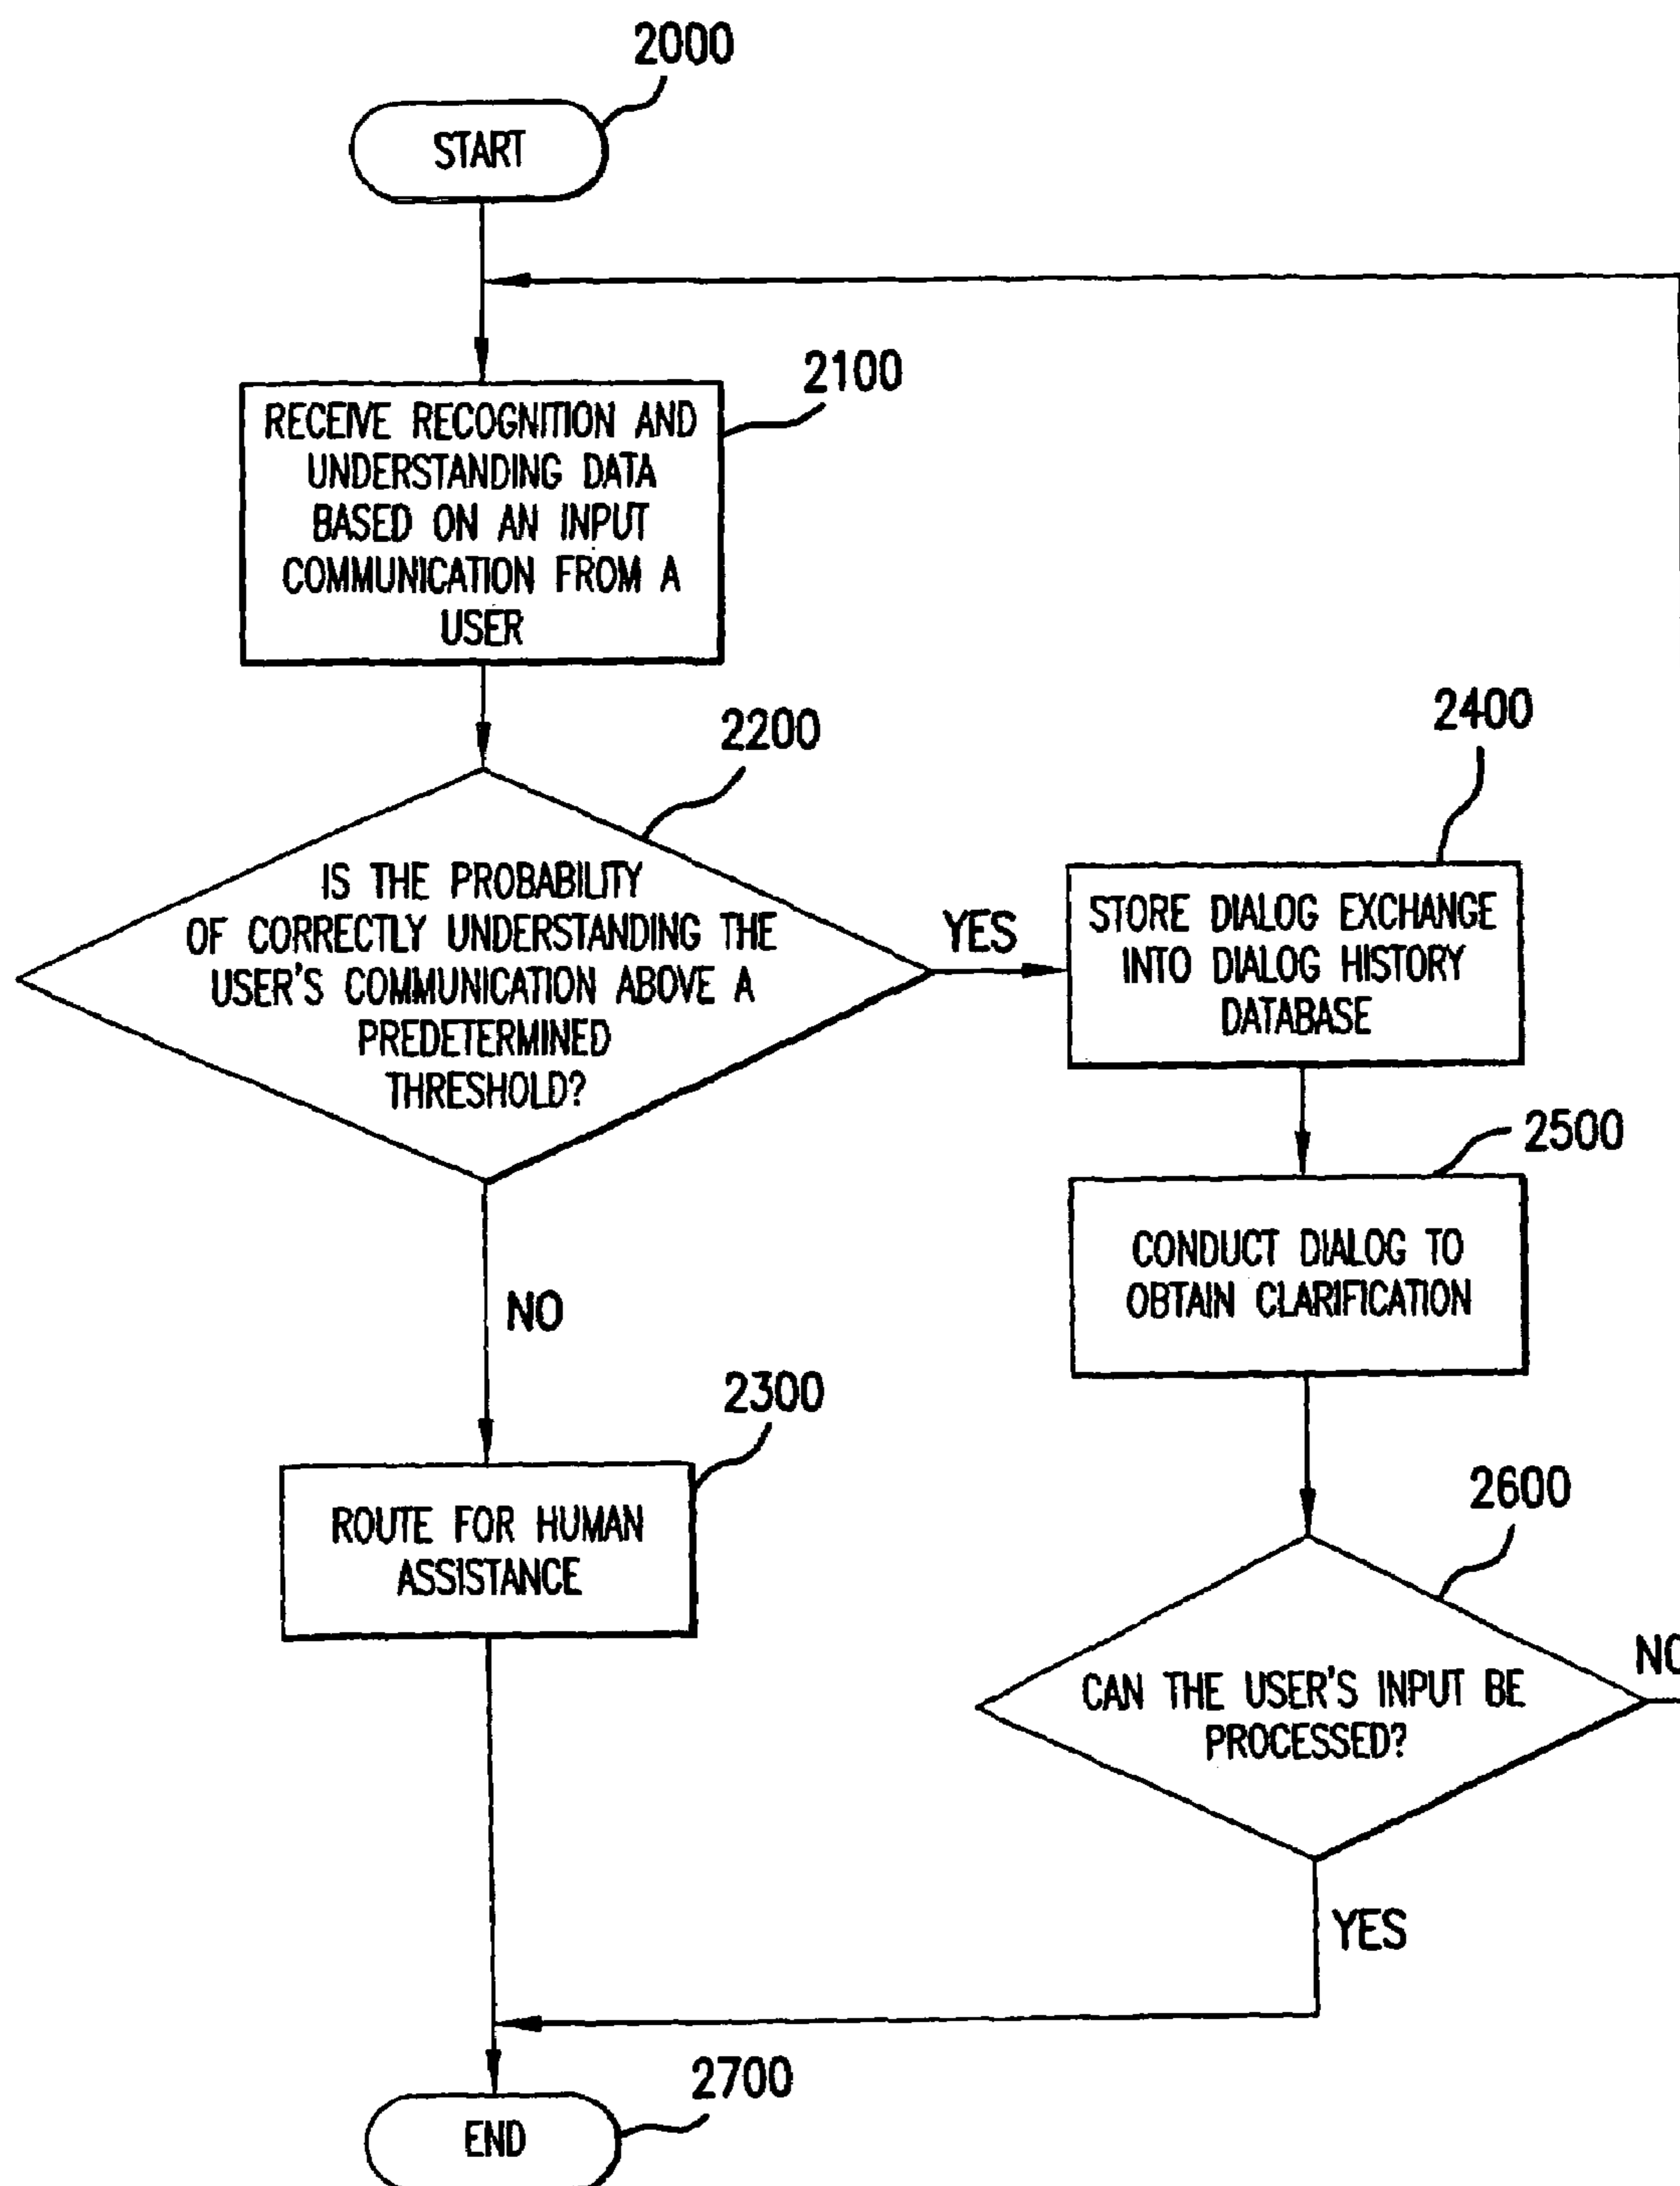 2000
START
2100
RECEIVE RECOGNITION AND
UNDERSTANDING DATA
BASED ON AN INPUT
COMMUNICATION FROM A
USER
2200
IS THE PROBABILITY
OF CORRECTLY UNDERSTANDING THE
USER'S COMMUNICATION ABOVE A
PREDETERMINED
THRESHOLD?
YES
2400
STORE DIALOG EXCHANGE
INTO DIALOG HISTORY
DATABASE
2500
CONDUCT DIALOG TO
OBTAIN CLARIFICATION
NO
2300
ROUTE FOR HUMAN
ASSISTANCE
2600
CAN THE USER'S INPUT BE
PROCESSED?
NO
YES
2700
END